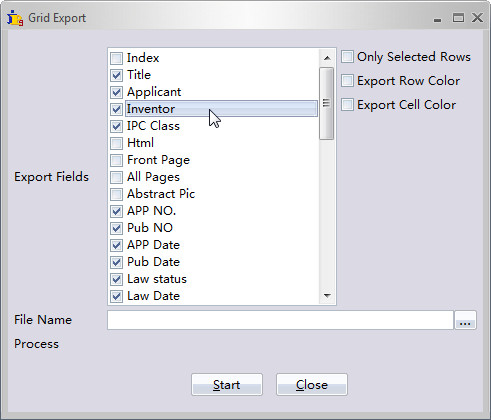 Grid Export
Index
Title
Applicant
Inventor
IPC Class
Html
Front Page
All Pages
Abstract Pic
APP NO.
Pub NO
APP Date
Pub Date
Law status
Law Date
Export Fields
Only Selected Rows
Export Row Color
Export Cell Color
File Name
...
Process
Start
Close